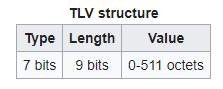 TLV structure
Type Length Value
7 bits 9 bits 0-511 octets